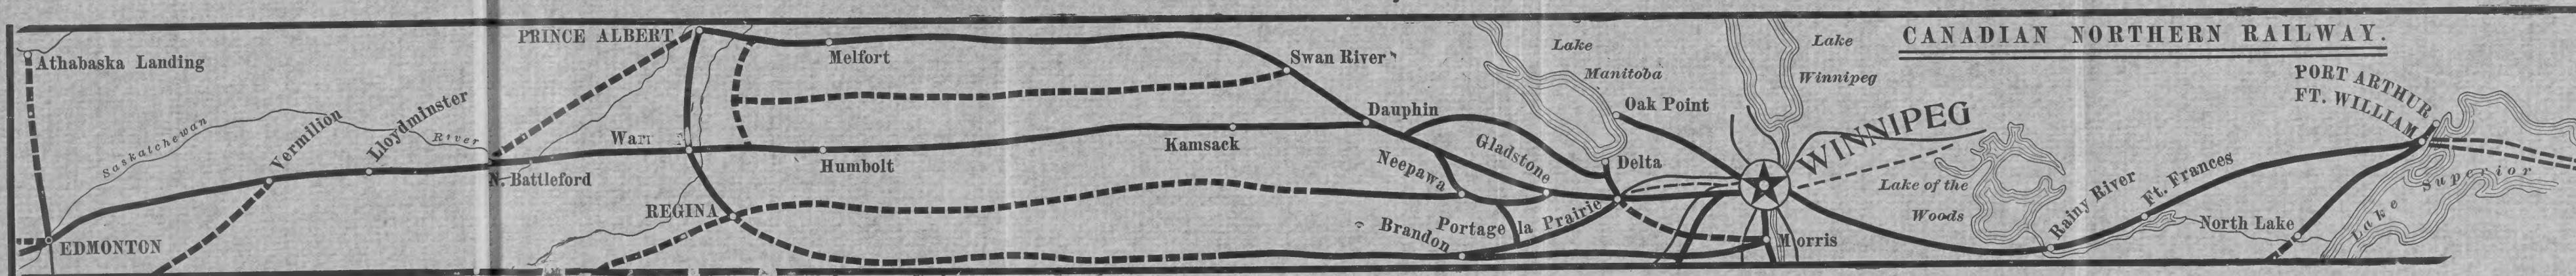 CANADIAN NORTHERN RAILWAY.
Athabaska Landing
Saskatchewan
River
Vermilion
Lloydminster
EDMONTON
N. Battleford
PRINCE ALBERT
Melfort
Humbolt
REGINA
Swan River
Dauphin
Kamsack
Neepawa
Gladstone
Brandon
Portage la Prairie
Lake
Manitoba
Oak Point
Delta
Lake
Winnipeg
WINNIPEG
Morris
Lake of the
Woods
Rainy River
Ft. Frances
North Lake
PORT ARTHUR
FT. WILLIAM
Lake Superior